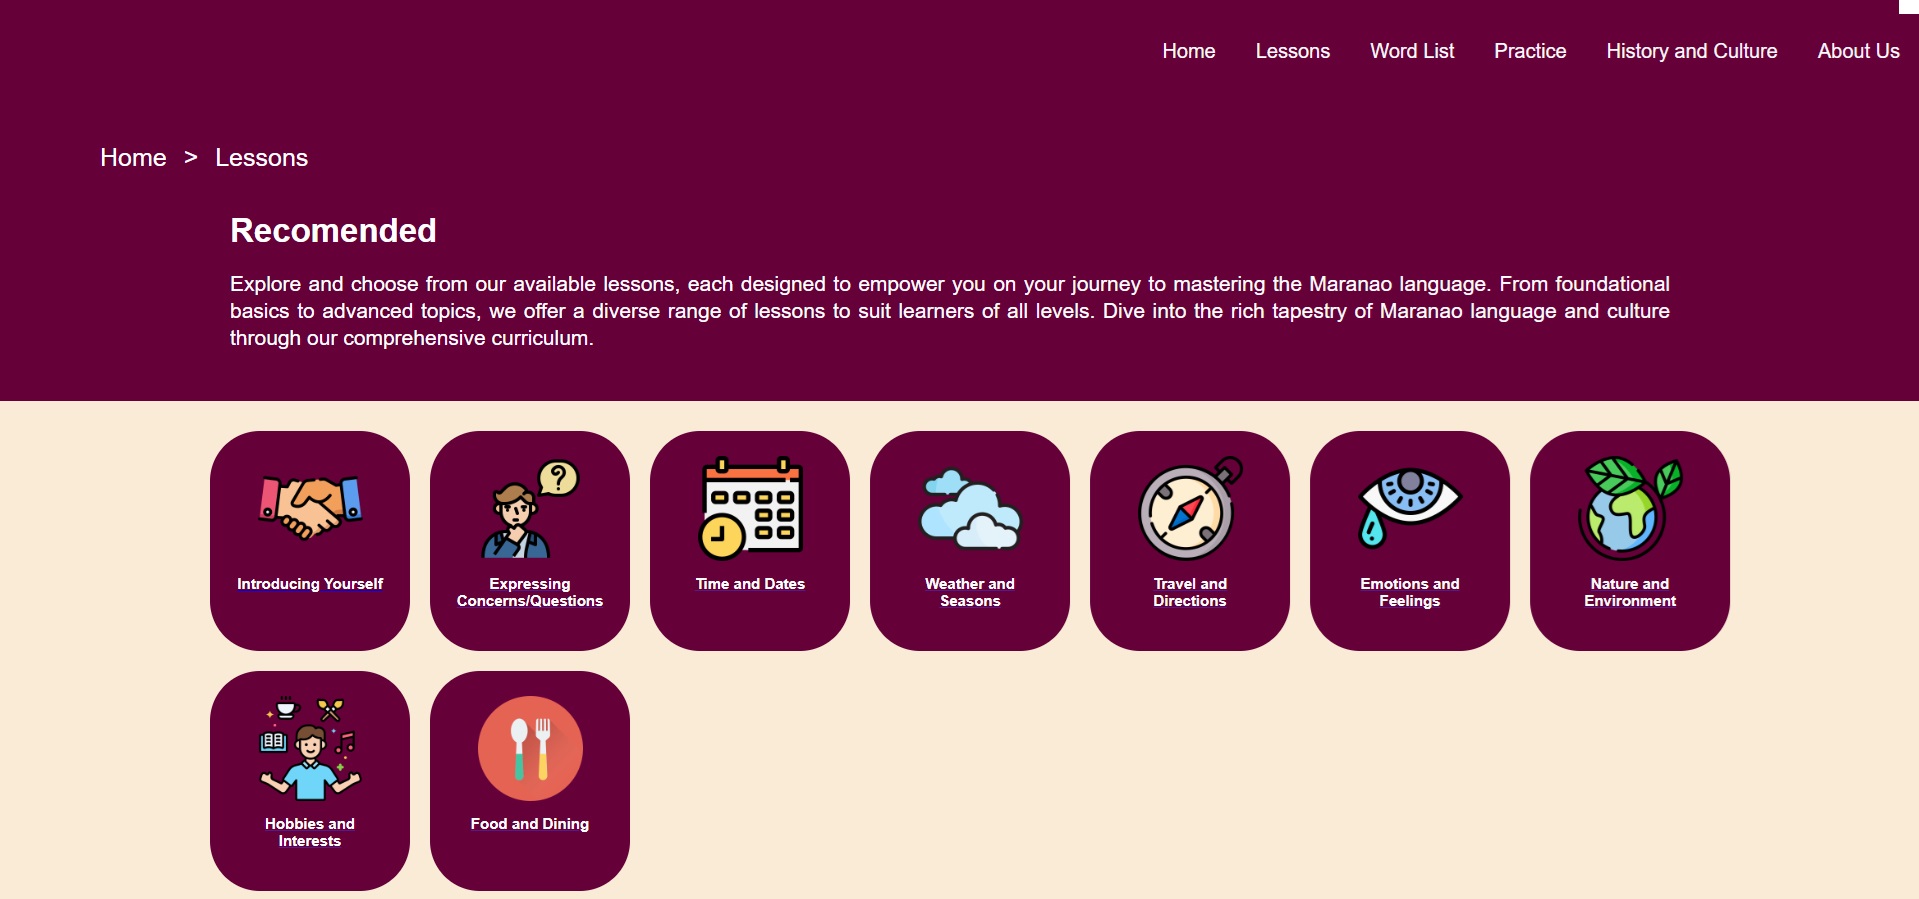 Home Lessons Word List Practice History and Culture About Us
Home > Lessons
Recomended
Explore and choose from our available lessons, each designed to empower you on your journey to mastering the Maranao language. From foundational
basics to advanced topics, we offer a diverse range of lessons to suit learners of all levels. Dive into the rich tapestry of Maranao language and culture
through our comprehensive curriculum.
?
Introducing Yourself
Expressing
Concerns/Questions
Time and Dates
Weather and
Seasons
Travel and
Directions
Emotions and
Feelings
Nature and
Environment
Hobbies and
Interests
Food and Dining